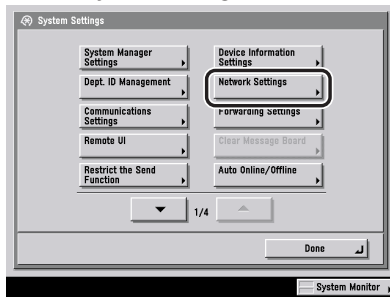 System Settings
System Manager
Settings
Device Information
Settings
Dept. ID Management
Network Settings
Communications
Settings
Forwarding Settings
Remote UI
Clear Message Board
Restrict the Send
Function
Auto Online/Offline
1/4
Done
System Monitor